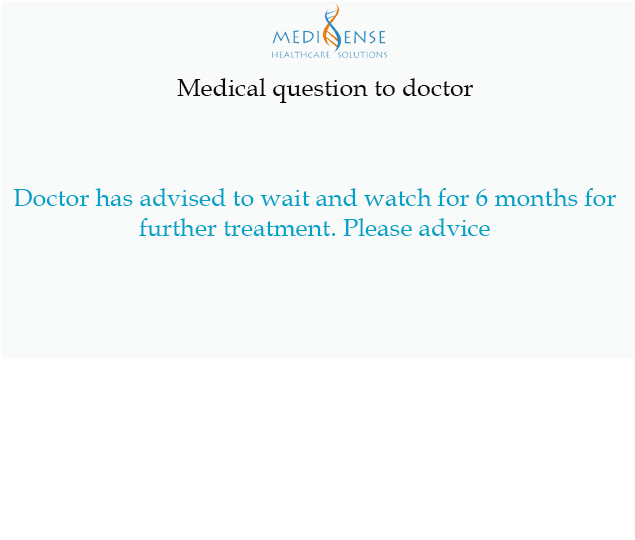 MEDISENSE
HEALTHCARE SOLUTIONS
Medical question to doctor
Doctor has advised to wait and watch for 6 months for
further treatment. Please advice